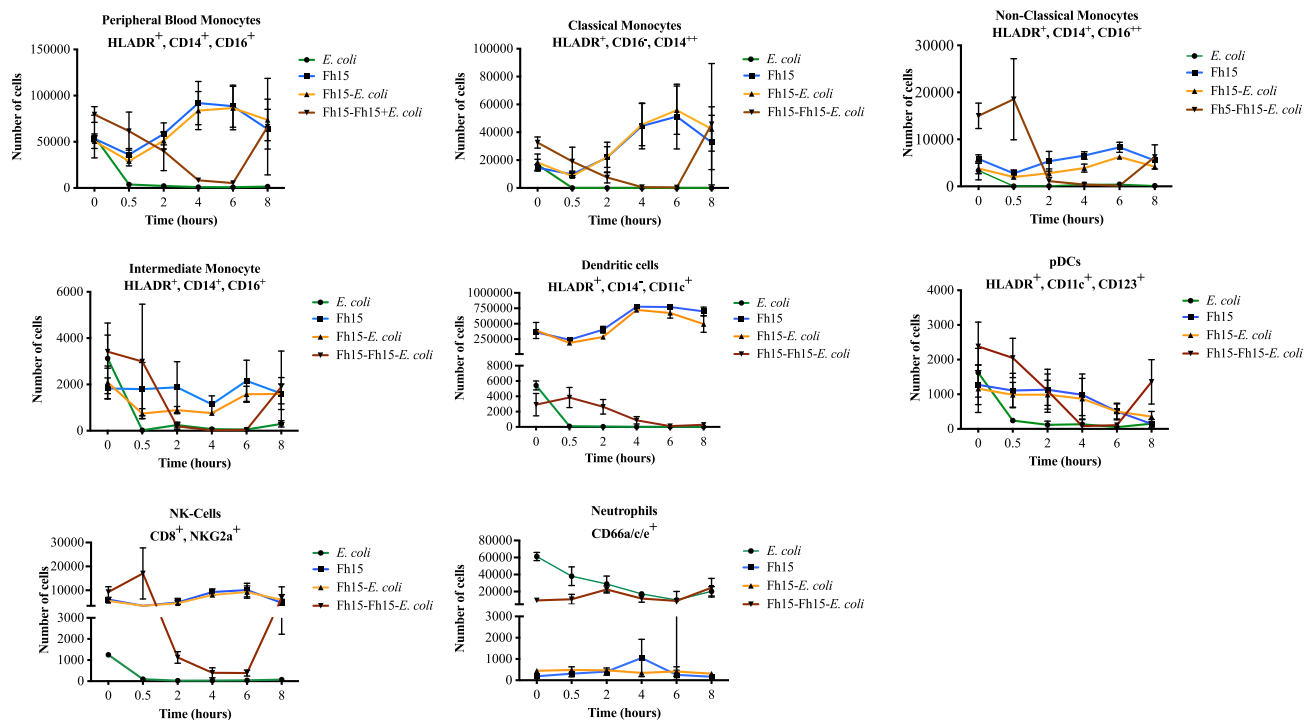 Peripheral Blood Monocytes
HLADR+, CD14+, CD16+
150000
100000
50000
0
Number of cells
0 0.5 2 4 6 8
Time (hours)
E. coli
Fh15
Fh15-E. coli
Fh15-Fh15+E. coli
Classical Monocytes
HLADR+, CD16-, CD14++
100000
80000
60000
40000
20000
0
Number of cells
0 0.5 2 4 6 8
Time (hours)
E. coli
Fh15
Fh15-E. coli
Fh15-Fh15-E. coli
Non-Classical Monocytes
HLADR+, CD14+, CD16++
30000
20000
10000
0
Number of cells
0 0.5 2 4 6 8
Time (hours)
E. coli
Fh15
Fh15-E. coli
Fh5-Fh15-E. coli
Intermediate Monocyte
HLADR+, CD14+, CD16+
6000
4000
2000
0
Number of cells
0 0.5 2 4 6 8
Time (hours)
E. coli
Fh15
Fh15-E. coli
Fh15-Fh15-E. coli
Dendritic cells
HLADR+, CD14-, CD11c+
1000000
750000
500000
250000
8000
6000
4000
2000
0
Number of cells
0 0.5 2 4 6 8
Time (hours)
E. coli
Fh15
Fh15-E. coli
Fh15-Fh15-E. coli
pDCs
HLADR+, CD11c+, CD123+
4000
3000
2000
1000
0
Number of cells
0 0.5 2 4 6 8
Time (hours)
E. coli
Fh15
Fh15-E. coli
Fh15-Fh15-E. coli
NK-Cells
CD8+, NKG2a+
30000
20000
10000
3000
2000
1000
0
Number of cells
0 0.5 2 4 6 8
Time (hours)
E. coli
Fh15
Fh15-E. coli
Fh15-Fh15-E. coli
Neutrophils
CD66a/c/e+
80000
60000
40000
20000
3000
2000
1000
0
Number of cells
0 0.5 2 4 6 8
Time (hours)
E. coli
Fh15
Fh15-E. coli
Fh15-Fh15-E. coli